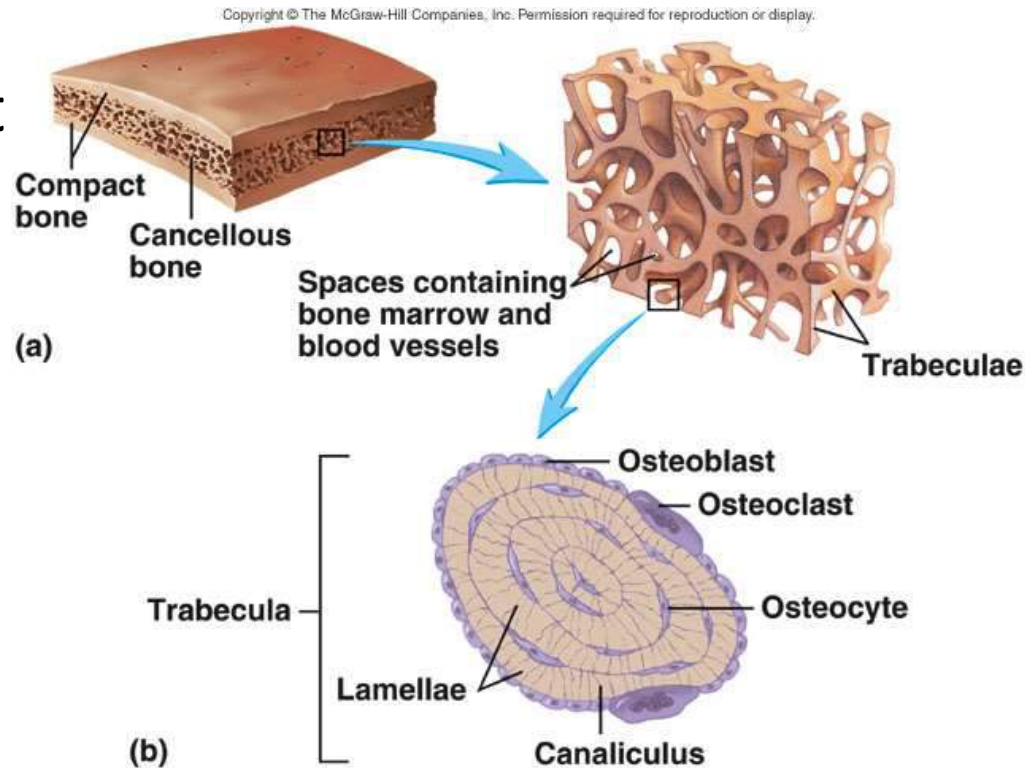 Copyright © The McGraw-Hill Companies, Inc. Permission required for reproduction or display.
Compact
bone
Cancellous
bone
Spaces containing
bone marrow and
blood vessels
Trabeculae
(a)
Osteoblast
Osteoclast
Trabecula
Osteocyte
Lamellae
Canaliculus
(b)